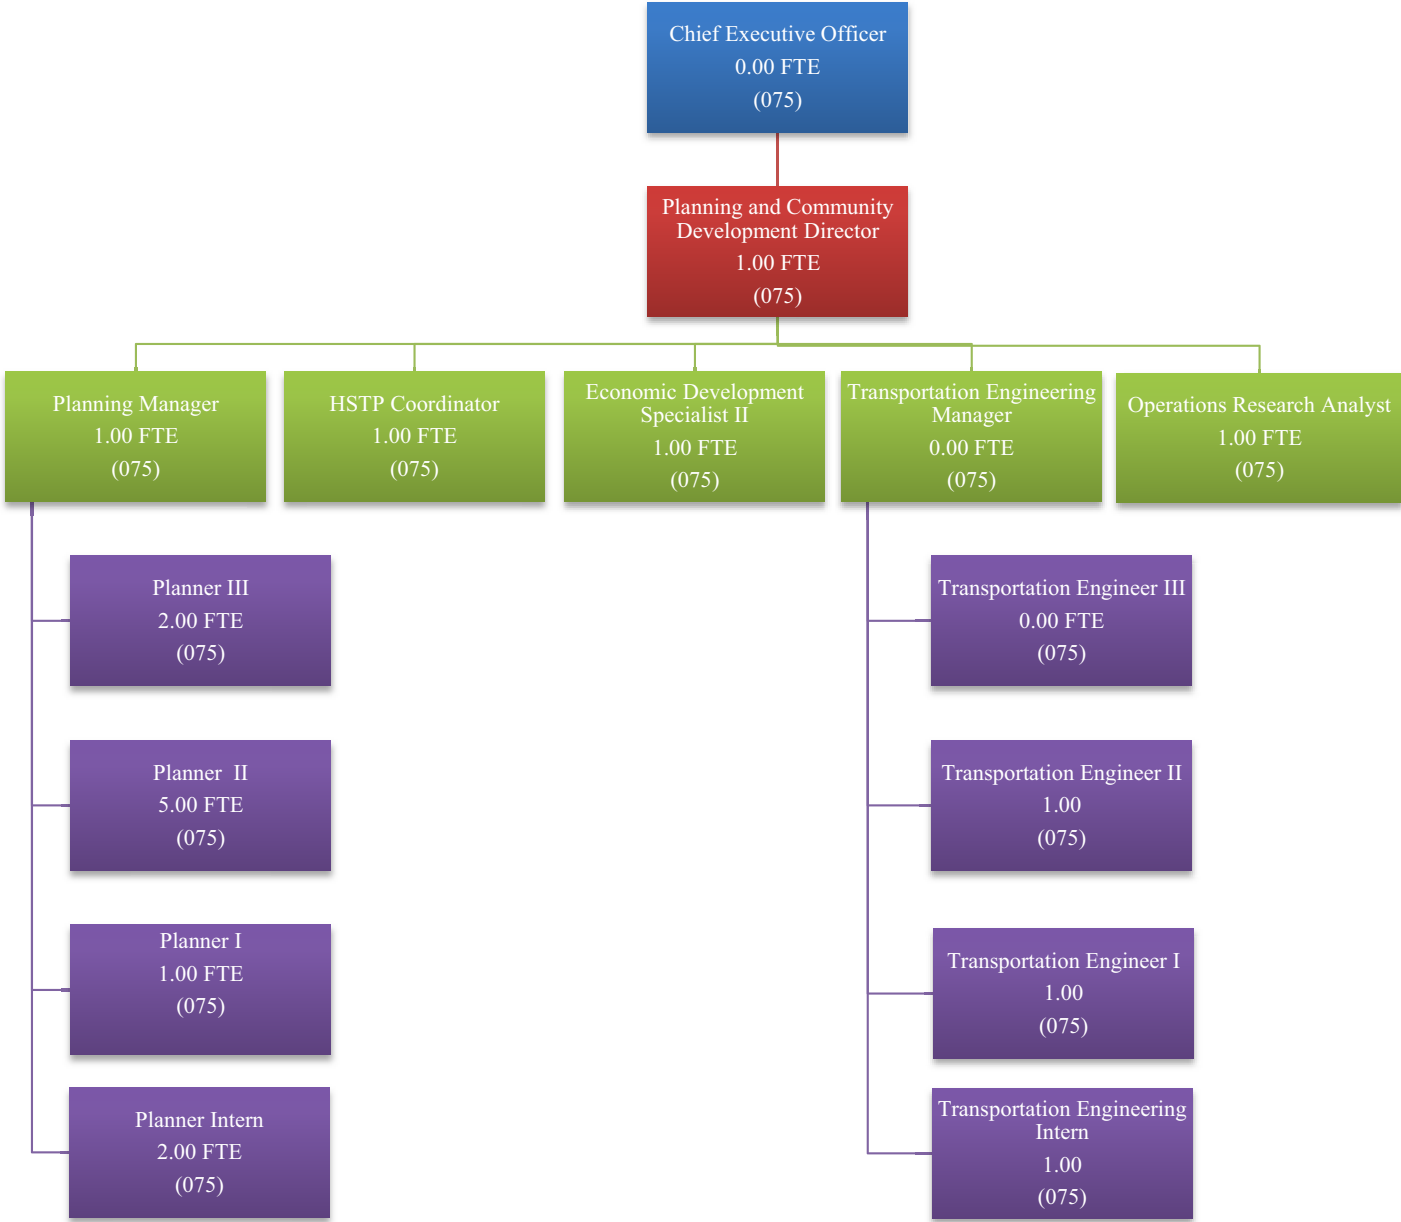 Chief Executive Officer
0.00 FTE
(075)
Planning and Community
Development Director
1.00 FTE
(075)
Planning Manager
1.00 FTE
(075)
HSTP Coordinator
1.00 FTE
(075)
Economic Development
Specialist II
1.00 FTE
(075)
Transportation Engineering
Manager
0.00 FTE
(075)
Operations Research Analyst
1.00 FTE
(075)
Planner III
2.00 FTE
(075)
Planner  II
5.00 FTE
(075)
Planner I
1.00 FTE
(075)
Planner Intern
2.00 FTE
(075)
Transportation Engineer III
0.00 FTE
(075)
Transportation Engineer II
1.00
(075)
Transportation Engineer I
1.00
(075)
Transportation Engineering
Intern
1.00
(075)